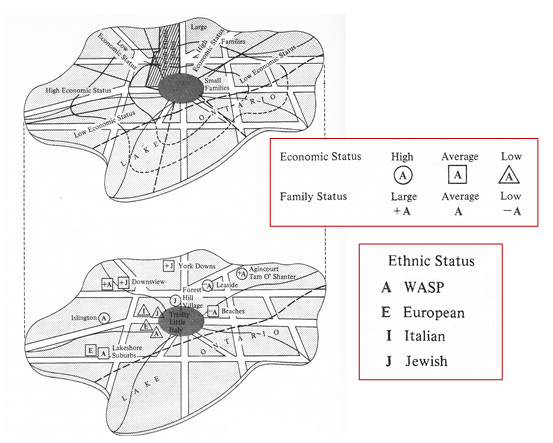 Large
Families
Low
Economic Status
High
Economic Status
High Economic Status
Small
Families
Low Economic Status
Low Economic Status
LAKE ONTARIO
Economic Status High Average Low
A A A
Family Status Large Average Low
+A A −A
Ethnic Status
A WASP
E European
I Italian
J Jewish
+J York Downs
+A +J Downsview
+A Agincourt
Tam O' Shanter
−A Leaside
Forest
Hill
Village
J
Islington A
I J
−A Beaches
Trinity
Little
Italy
E
A
E A Lakeshore
Suburbs
LAKE ONTARIO